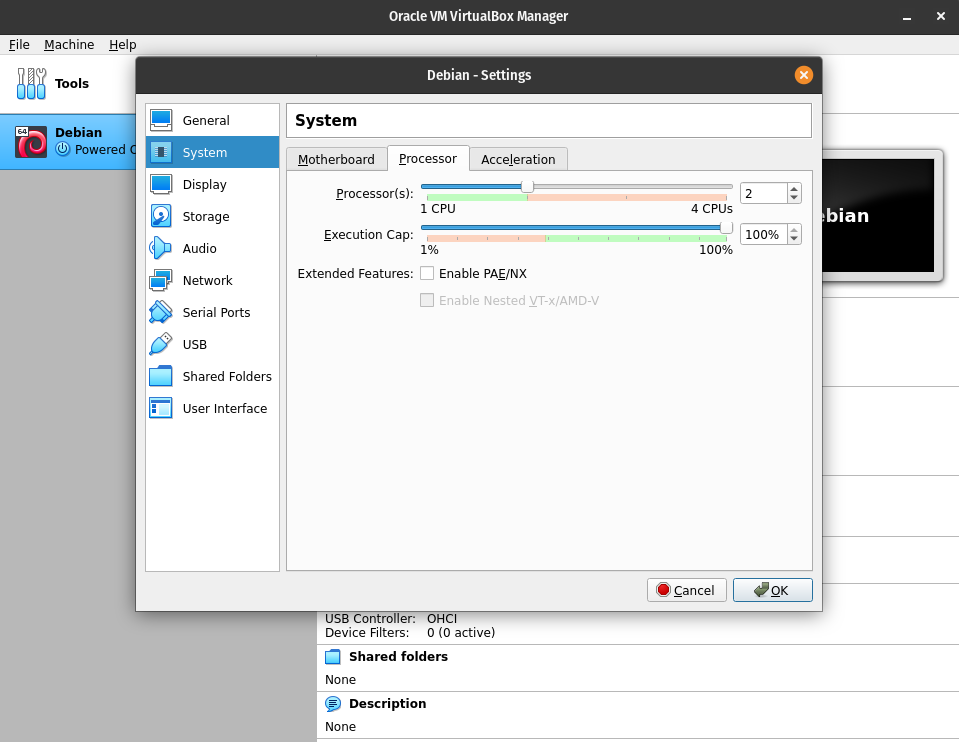 Oracle VM VirtualBox Manager
File Machine Help
Tools
64
Debian
Powered
Debian - Settings
General
System
Display
Storage
Audio
Network
Serial Ports
USB
Shared Folders
User Interface
System
Motherboard Processor Acceleration
Processor(s): 2
1 CPU 4 CPUs
Execution Cap: 100%
1% 100%
Extended Features: Enable PAE/NX
Enable Nested VT-x/AMD-V
Cancel OK
USB Controller: OHCI
Device Filters: 0 (0 active)
Shared folders
None
Description
None